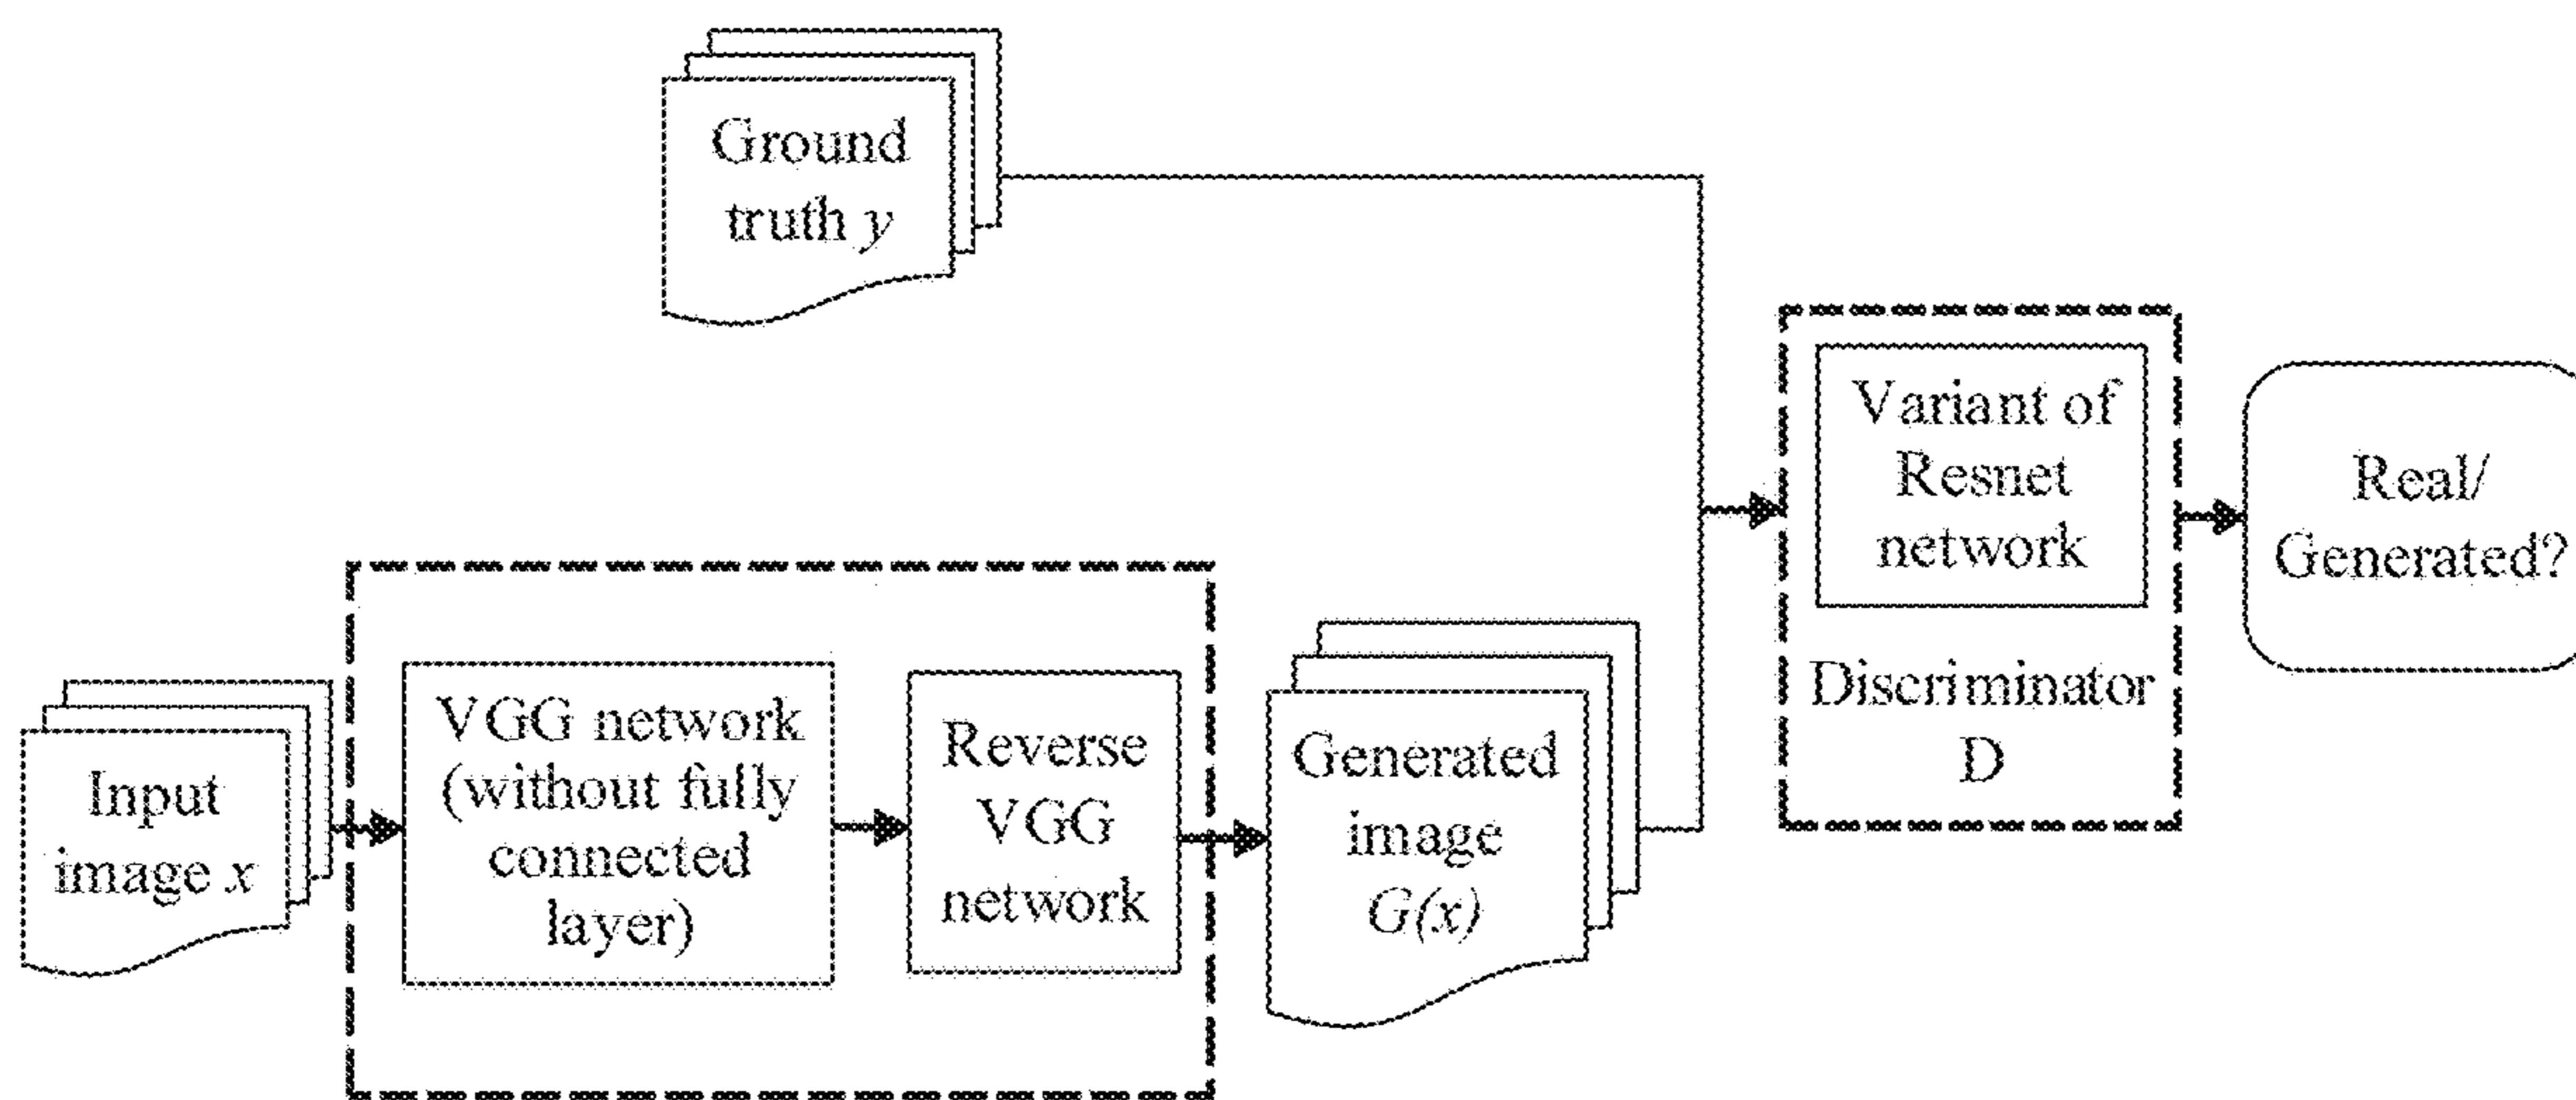 Ground
truth y
Variant of
Resnet
network
Discriminator
D
Real/
Generated?
Input
image x
VGG network
(without fully
connected
layer)
Reverse
VGG
network
Generated
image
G(x)